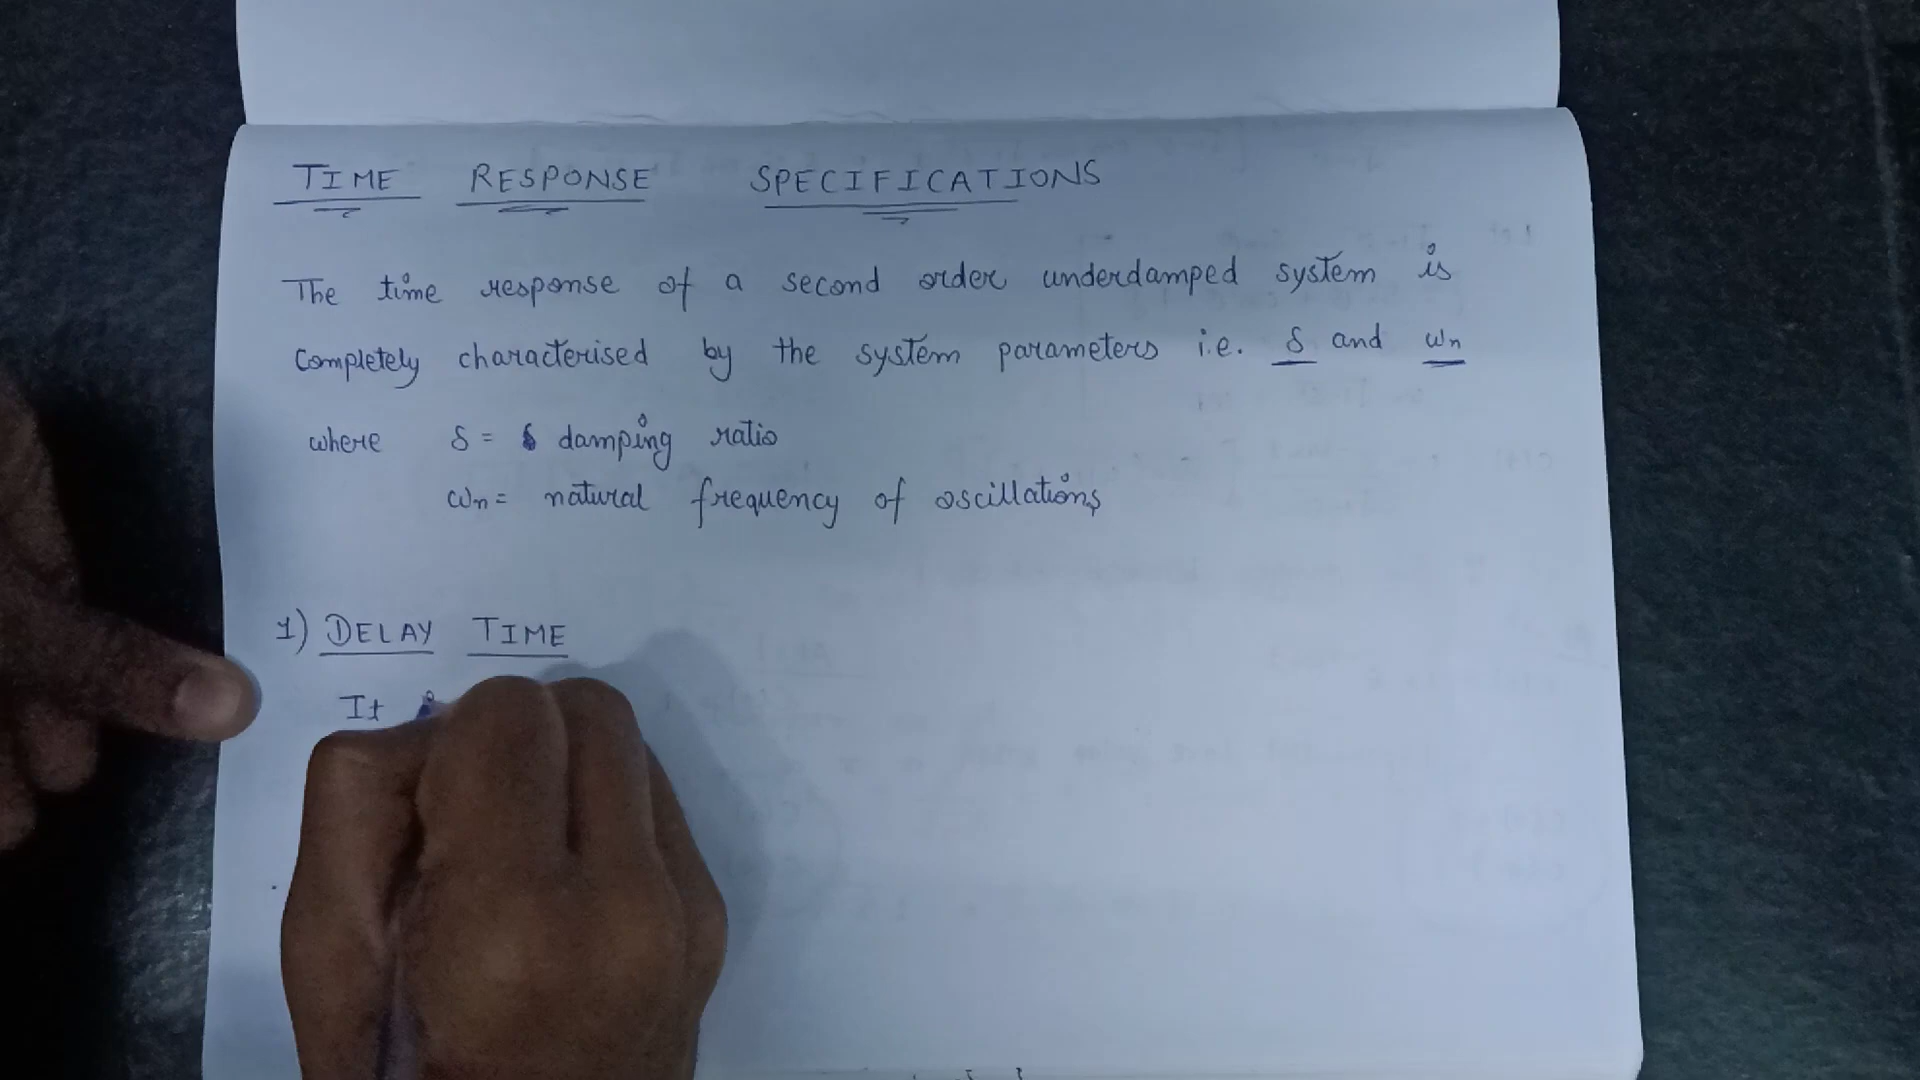 TIME RESPONSE SPECIFICATIONS
The time response of a second order underdamped system is
completely characterised by the system parameters i.e. δ and ωn
where δ = damping ratio
ωn = natural frequency of oscillations
1) DELAY TIME
It